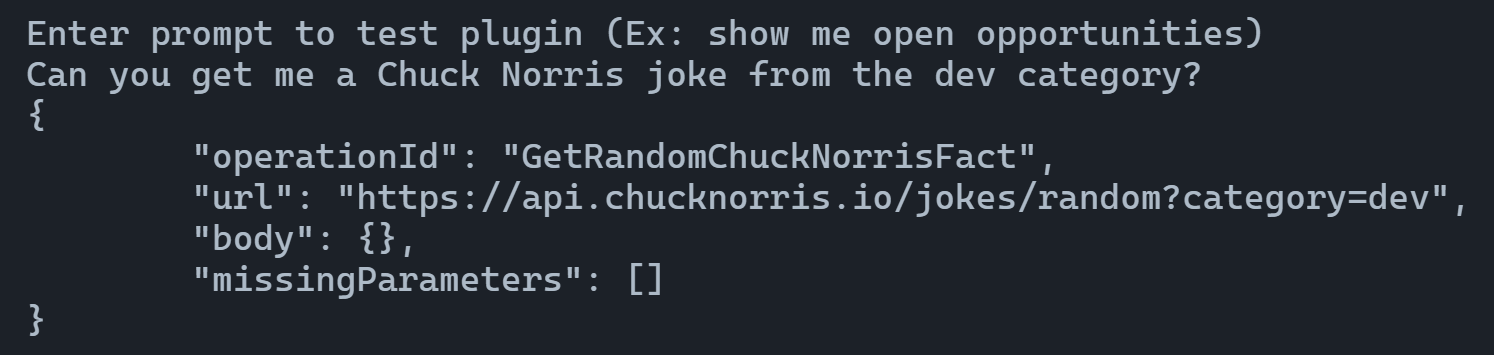 Enter prompt to test plugin (Ex: show me open opportunities)
Can you get me a Chuck Norris joke from the dev category?
{
        "operationId": "GetRandomChuckNorrisFact",
        "url": "https://api.chucknorris.io/jokes/random?category=dev",
        "body": {},
        "missingParameters": []
}